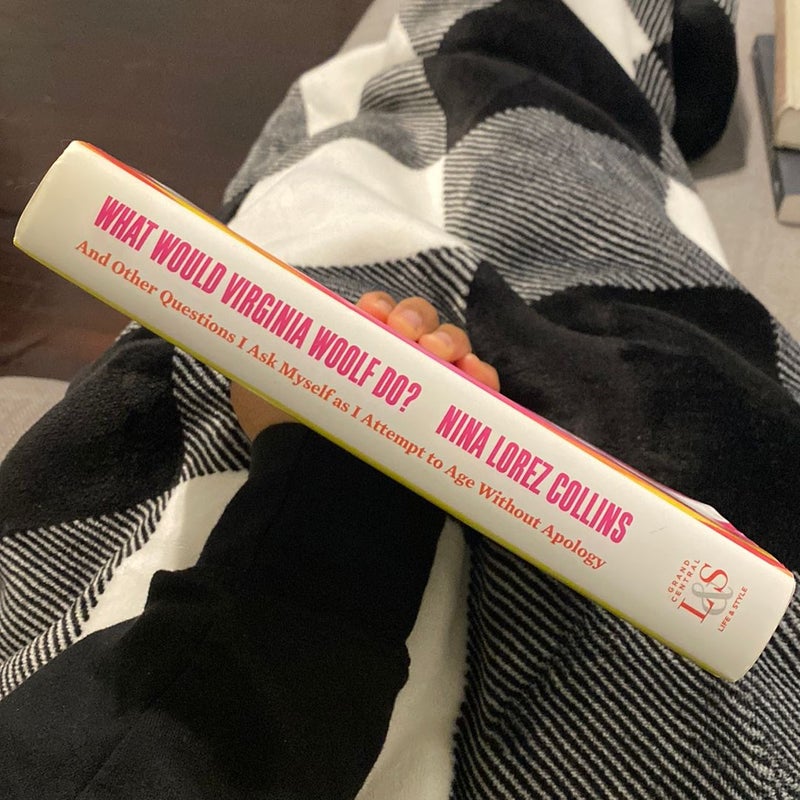 WHAT WOULD VIRGINIA WOOLF DO? NINA LOREZ COLLINS
And Other Questions I Ask Myself as I Attempt to Age Without Apology
GRAND
CENTRAL
L&S
LIFE & STYLE